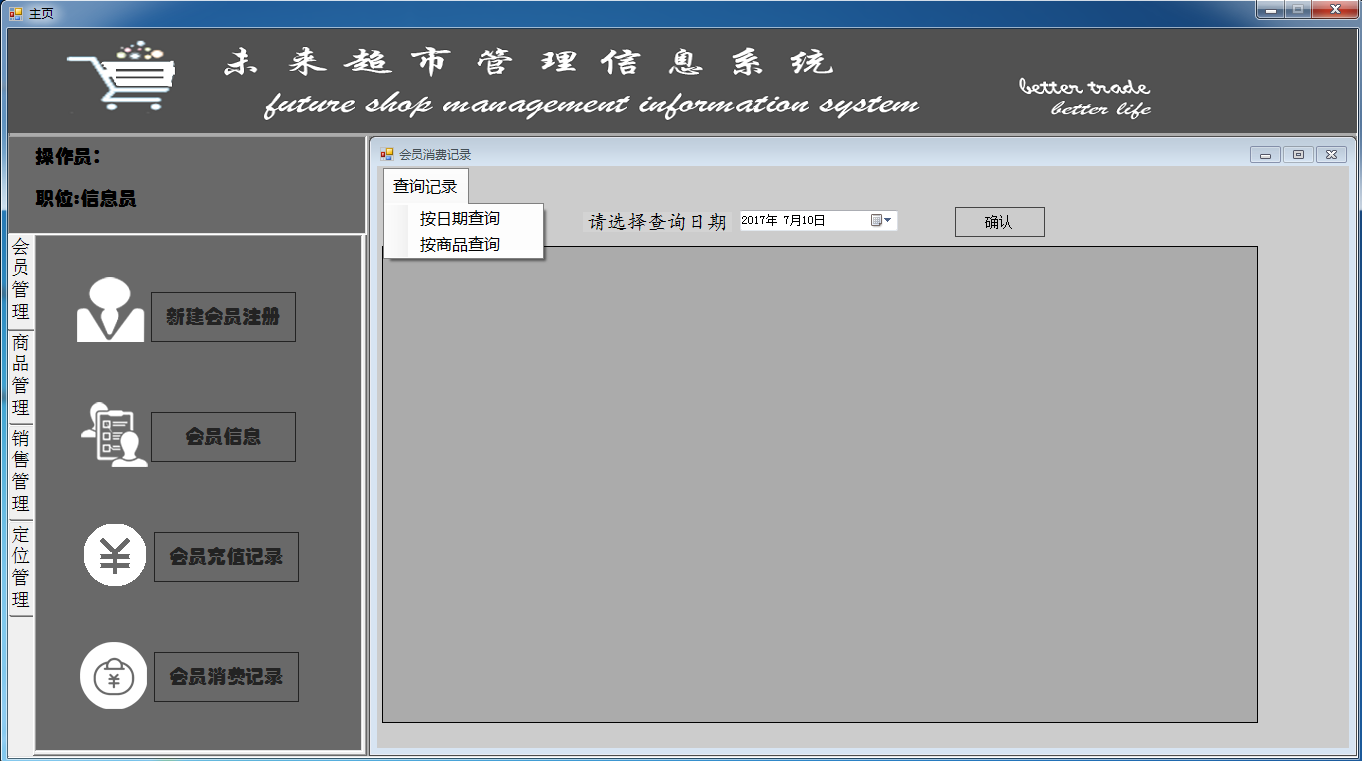 主页
未来超市管理信息系统
future shop management information system
better trade
better life
操作员：
职位:信息员
会员管理
商品管理
销售管理
定位管理
新建会员注册
会员信息
会员充值记录
会员消费记录
会员消费记录
查询记录
按日期查询
按商品查询
请选择查询日期
2017年 7月10日
确认